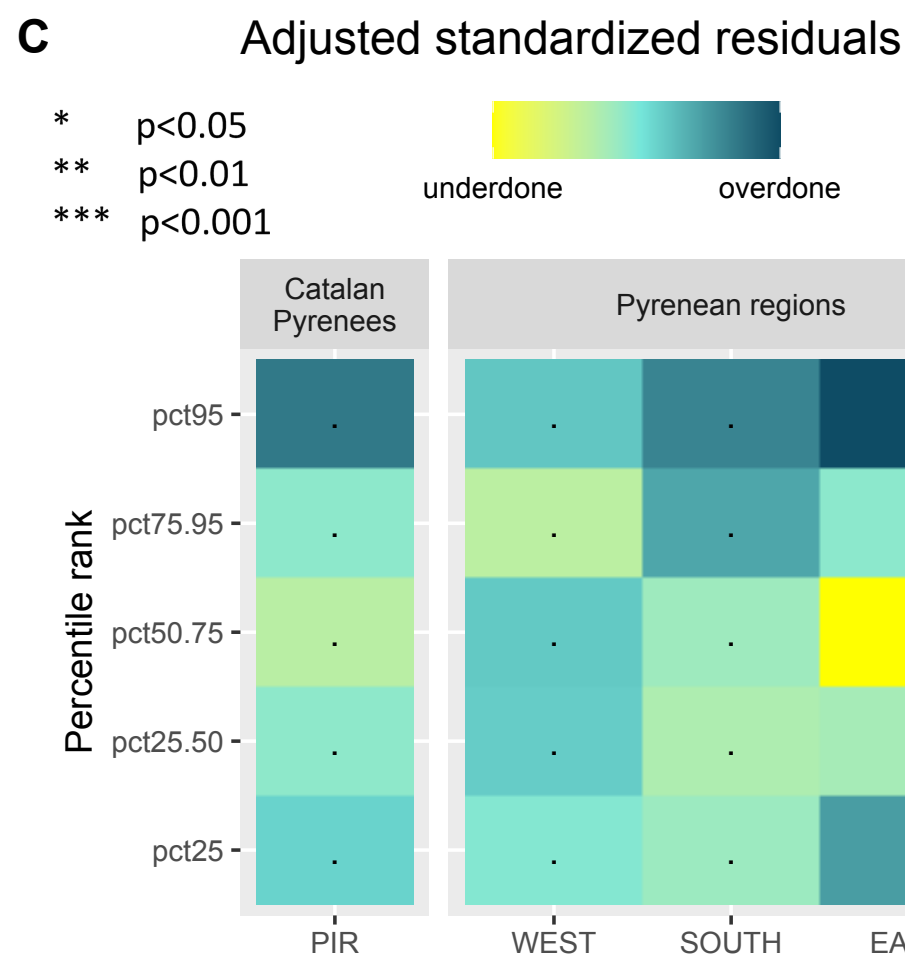 C
Adjusted standardized residuals
* p<0.05
** p<0.01
*** p<0.001
underdone overdone
Catalan
Pyrenees
Pyrenean regions
Percentile rank
pct95 . . .
pct75.95 . . .
pct50.75 . . .
pct25.50 . . .
pct25 . . .
PIR WEST SOUTH EA